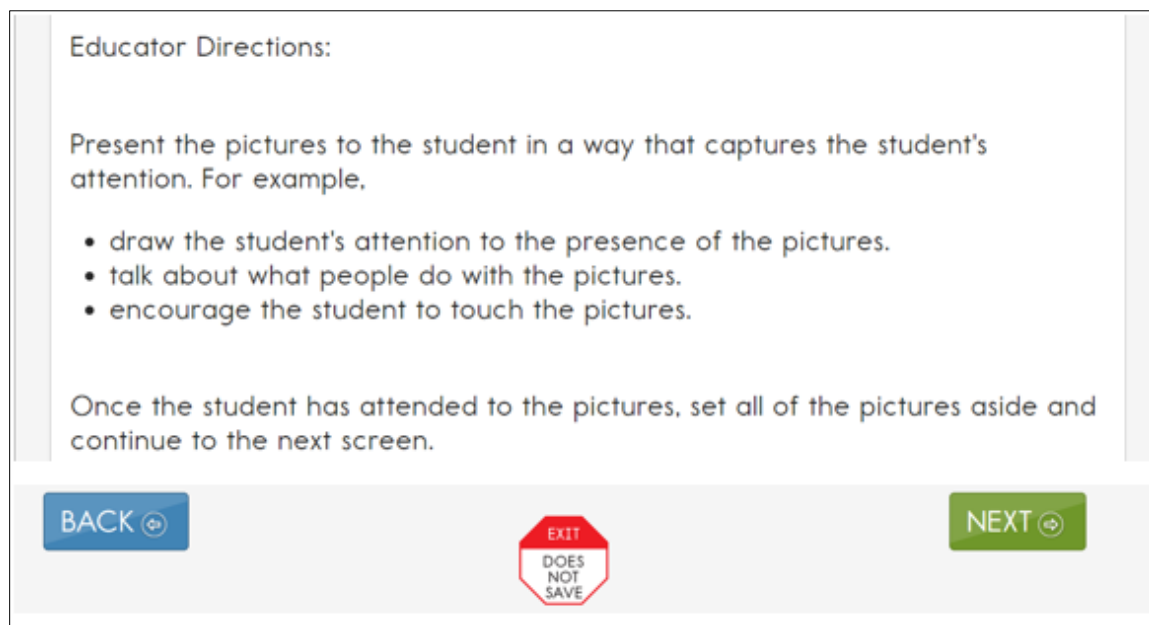 Educator Directions:
Present the pictures to the student in a way that captures the student's
attention. For example,
• draw the student's attention to the presence of the pictures.
• talk about what people do with the pictures.
• encourage the student to touch the pictures.
Once the student has attended to the pictures, set all of the pictures aside and
continue to the next screen.
BACK
EXIT
DOES
NOT
SAVE
NEXT